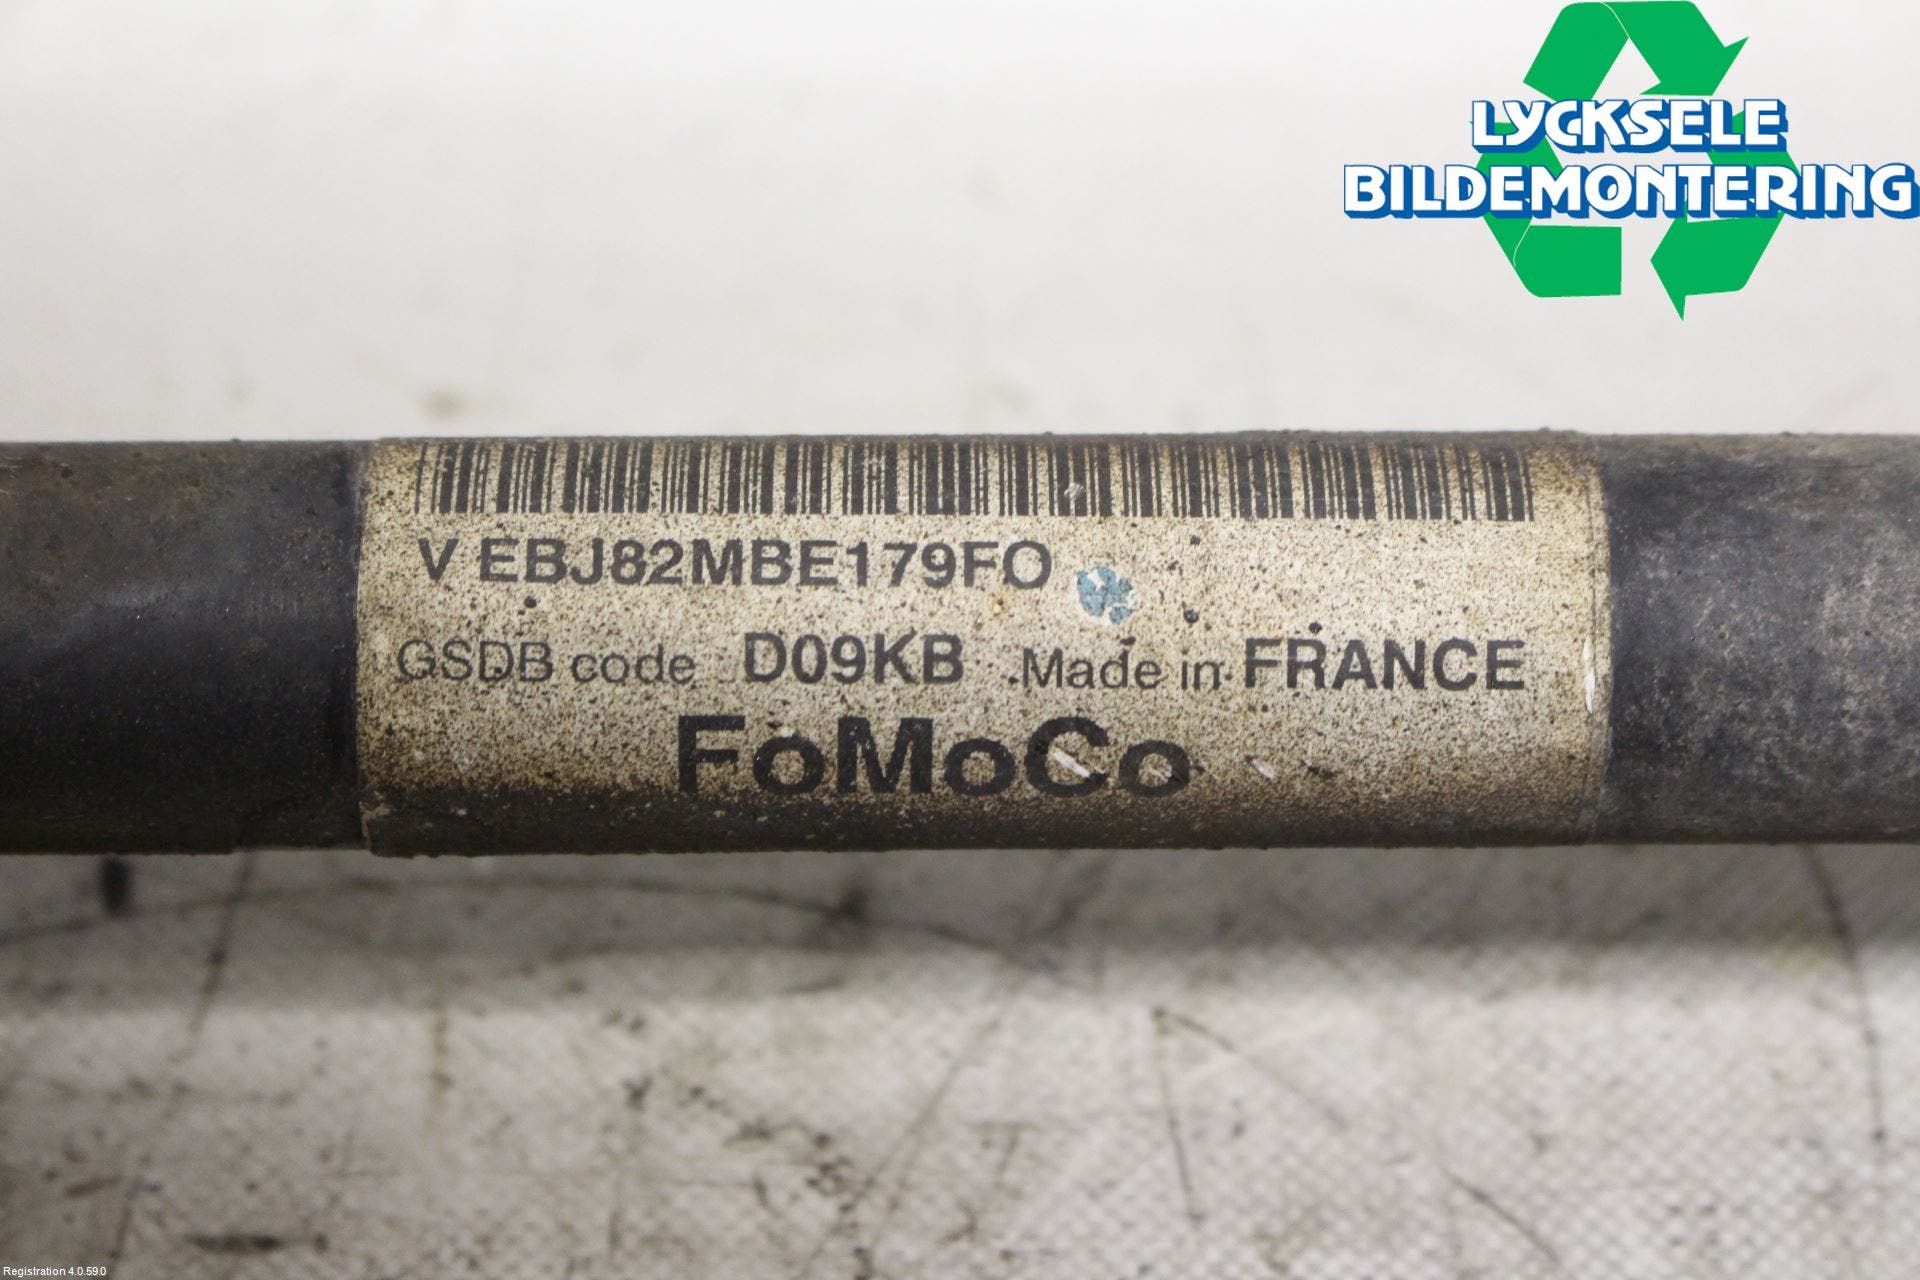 LYCKSELE
BILDEMONTERING
V EBJ82MBE179FO
GSDB code D09KB Made in FRANCE
FoMoCo
Registration 4.0.59.0